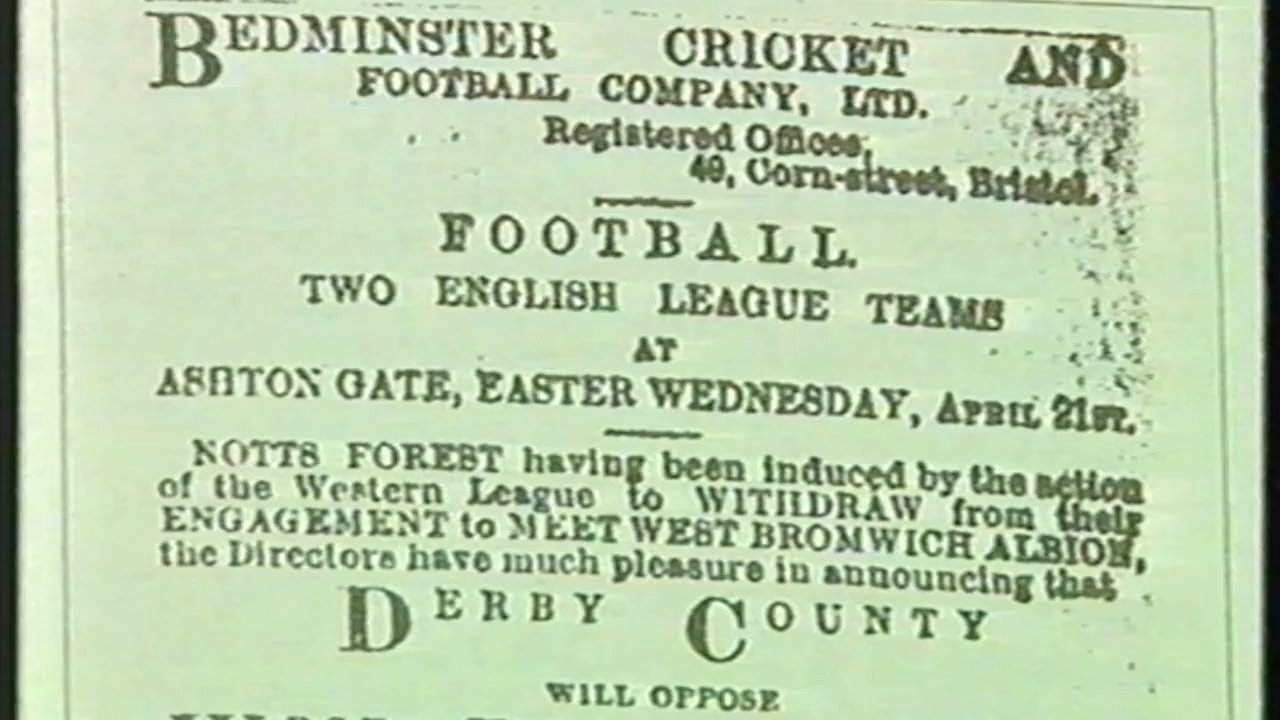 BEDMINSTER CRICKET AND
FOOTBALL COMPANY, LTD.
Registered Offices,
49, Corn-street, Bristol.
FOOTBALL.
TWO ENGLISH LEAGUE TEAMS
AT
ASHTON GATE, EASTER WEDNESDAY, APRIL 21ST.
NOTTS FOREST having been induced by the action
of the Western League to WITHDRAW from their
ENGAGEMENT to MEET WEST BROMWICH ALBION,
the Directors have much pleasure in announcing that
DERBY COUNTY
WILL OPPOSE